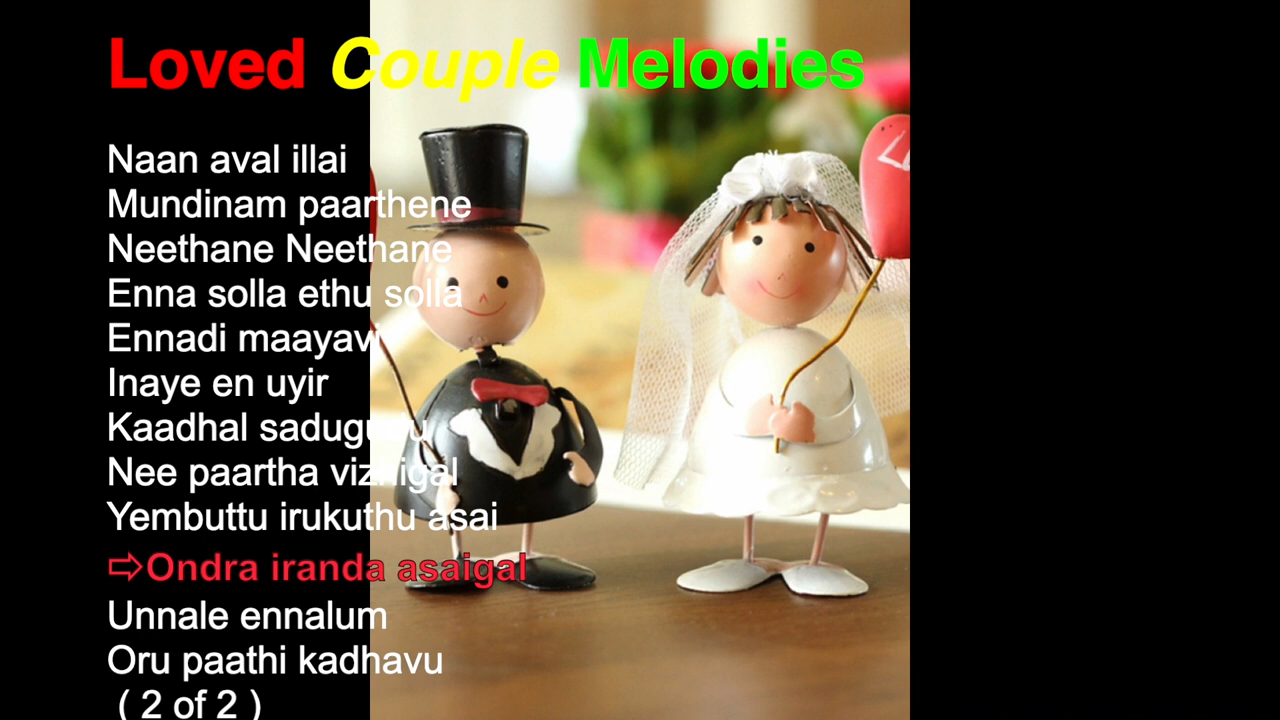 Loved Couple Melodies
Naan aval illai
Mundinam paarthene
Neethane Neethane
Enna solla ethu solla
Ennadi maayavi
Inaye en uyir
Kaadhal sadugudu
Nee paartha vizhigal
Yembuttu irukuthu asai
⇨Ondra iranda asaigal
Unnale ennalum
Oru paathi kadhavu
( 2 of 2 )